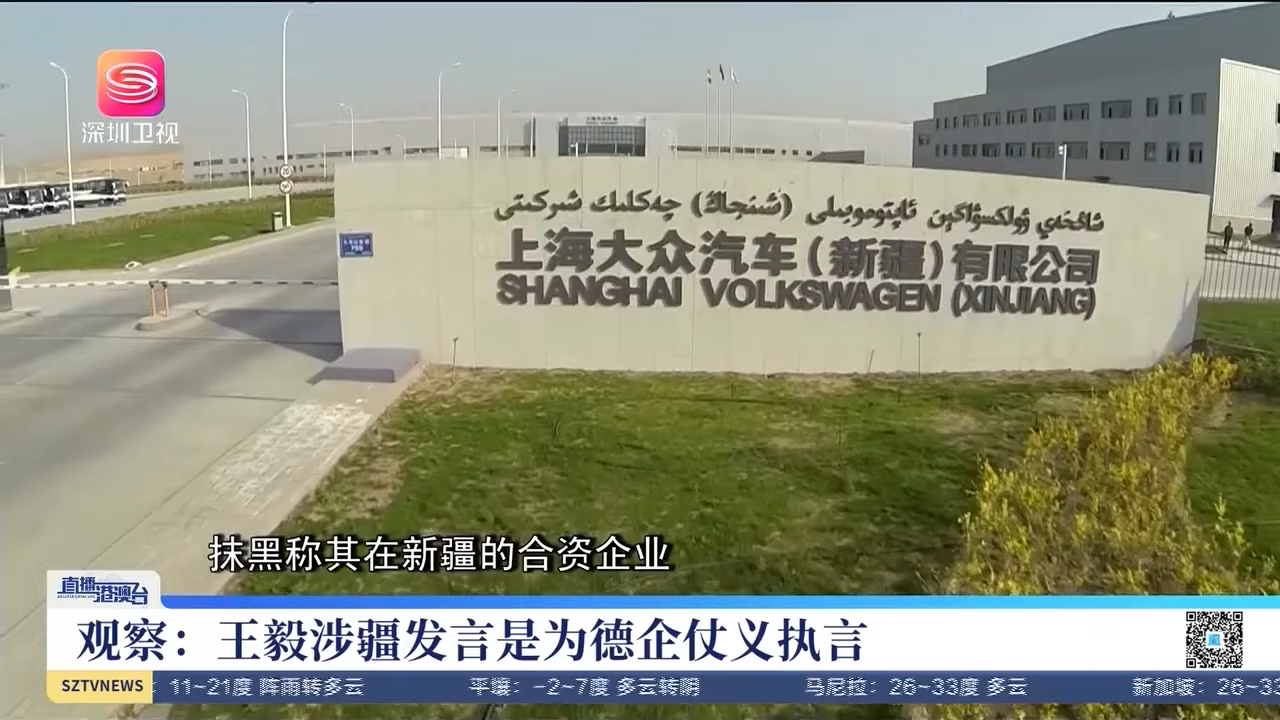 深圳卫视
شاڭخەي ۋولكسۋاگېن ئاپتوموبىلى (شىنجاڭ) چەكلىك شىركىتى
上海大众汽车(新疆)有限公司
SHANGHAI VOLKSWAGEN (XINJIANG)
759
抹黑称其在新疆的合资企业
直播港澳台
观察：王毅涉疆发言是为德企仗义执言
SZTVNEWS
11~21度 阵雨转多云 平壤：-2~7度 多云转阴 马尼拉：26~33度 多云 新加坡：26~33